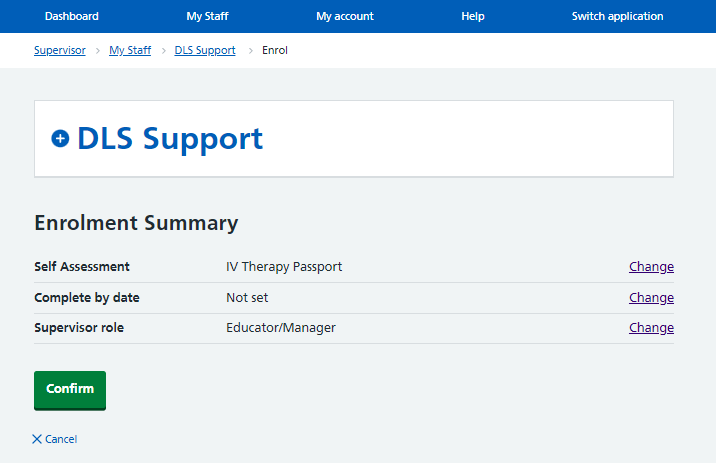 Dashboard My Staff My account Help Switch application
Supervisor > My Staff > DLS Support > Enrol
DLS Support
Enrolment Summary
Self Assessment IV Therapy Passport Change
Complete by date Not set Change
Supervisor role Educator/Manager Change
Confirm
Cancel